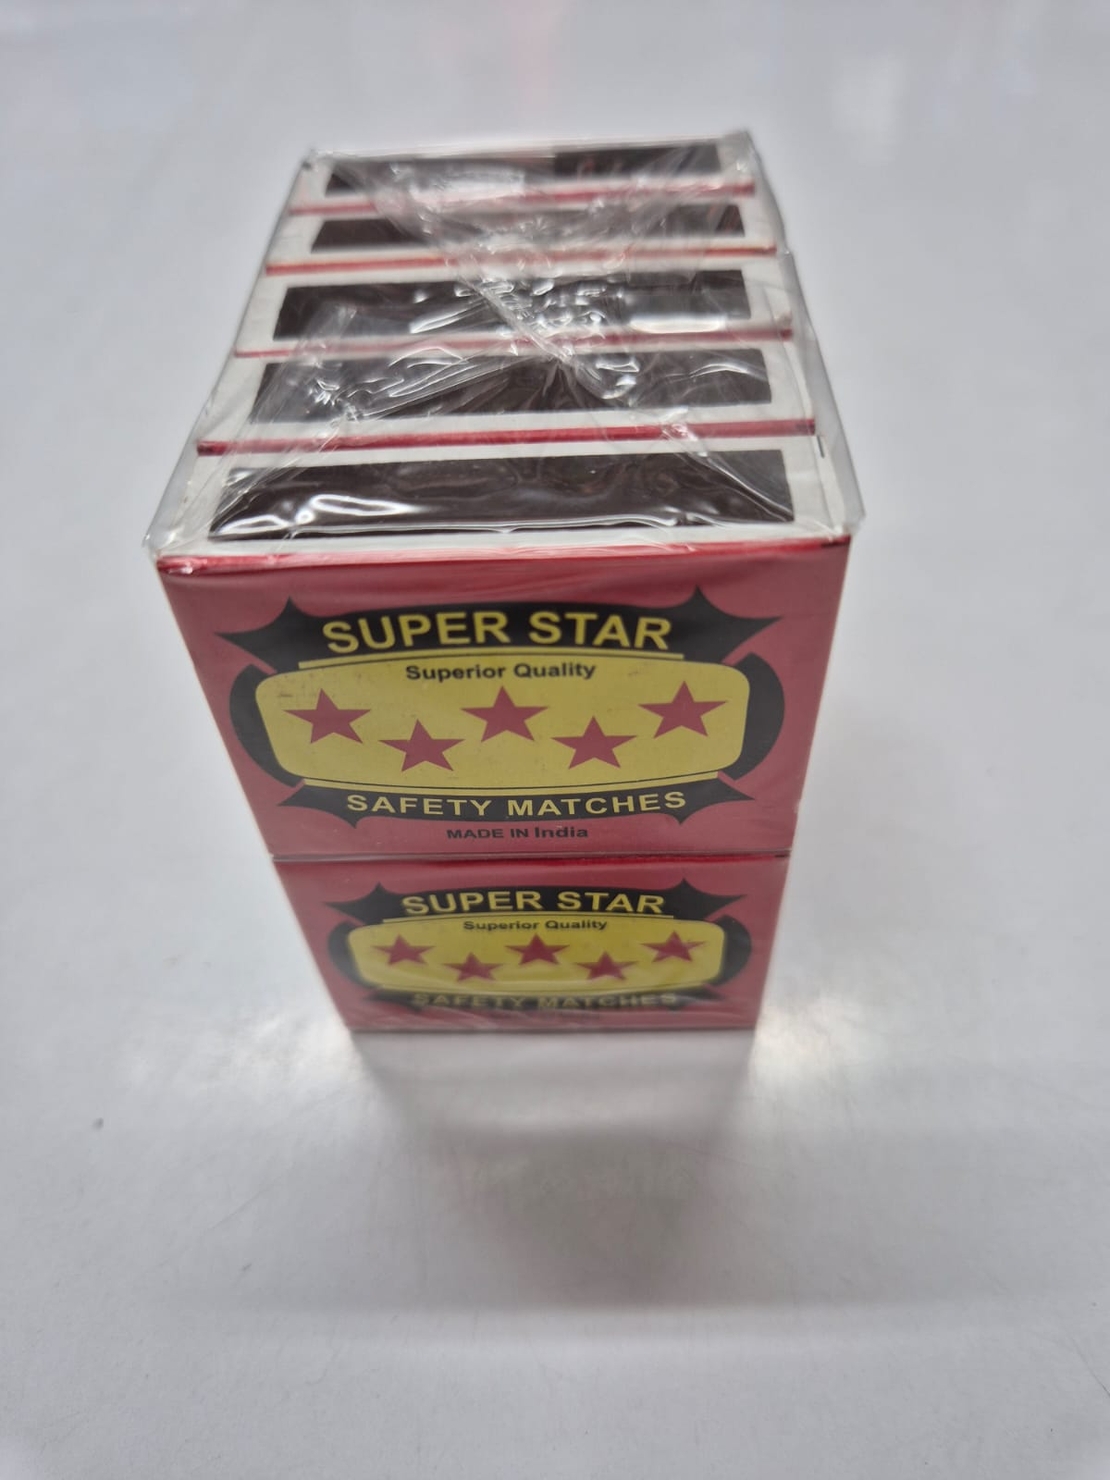 SUPER STAR
Superior Quality
SAFETY MATCHES
MADE IN India
SUPER STAR
Superior Quality
SAFETY MATCHES